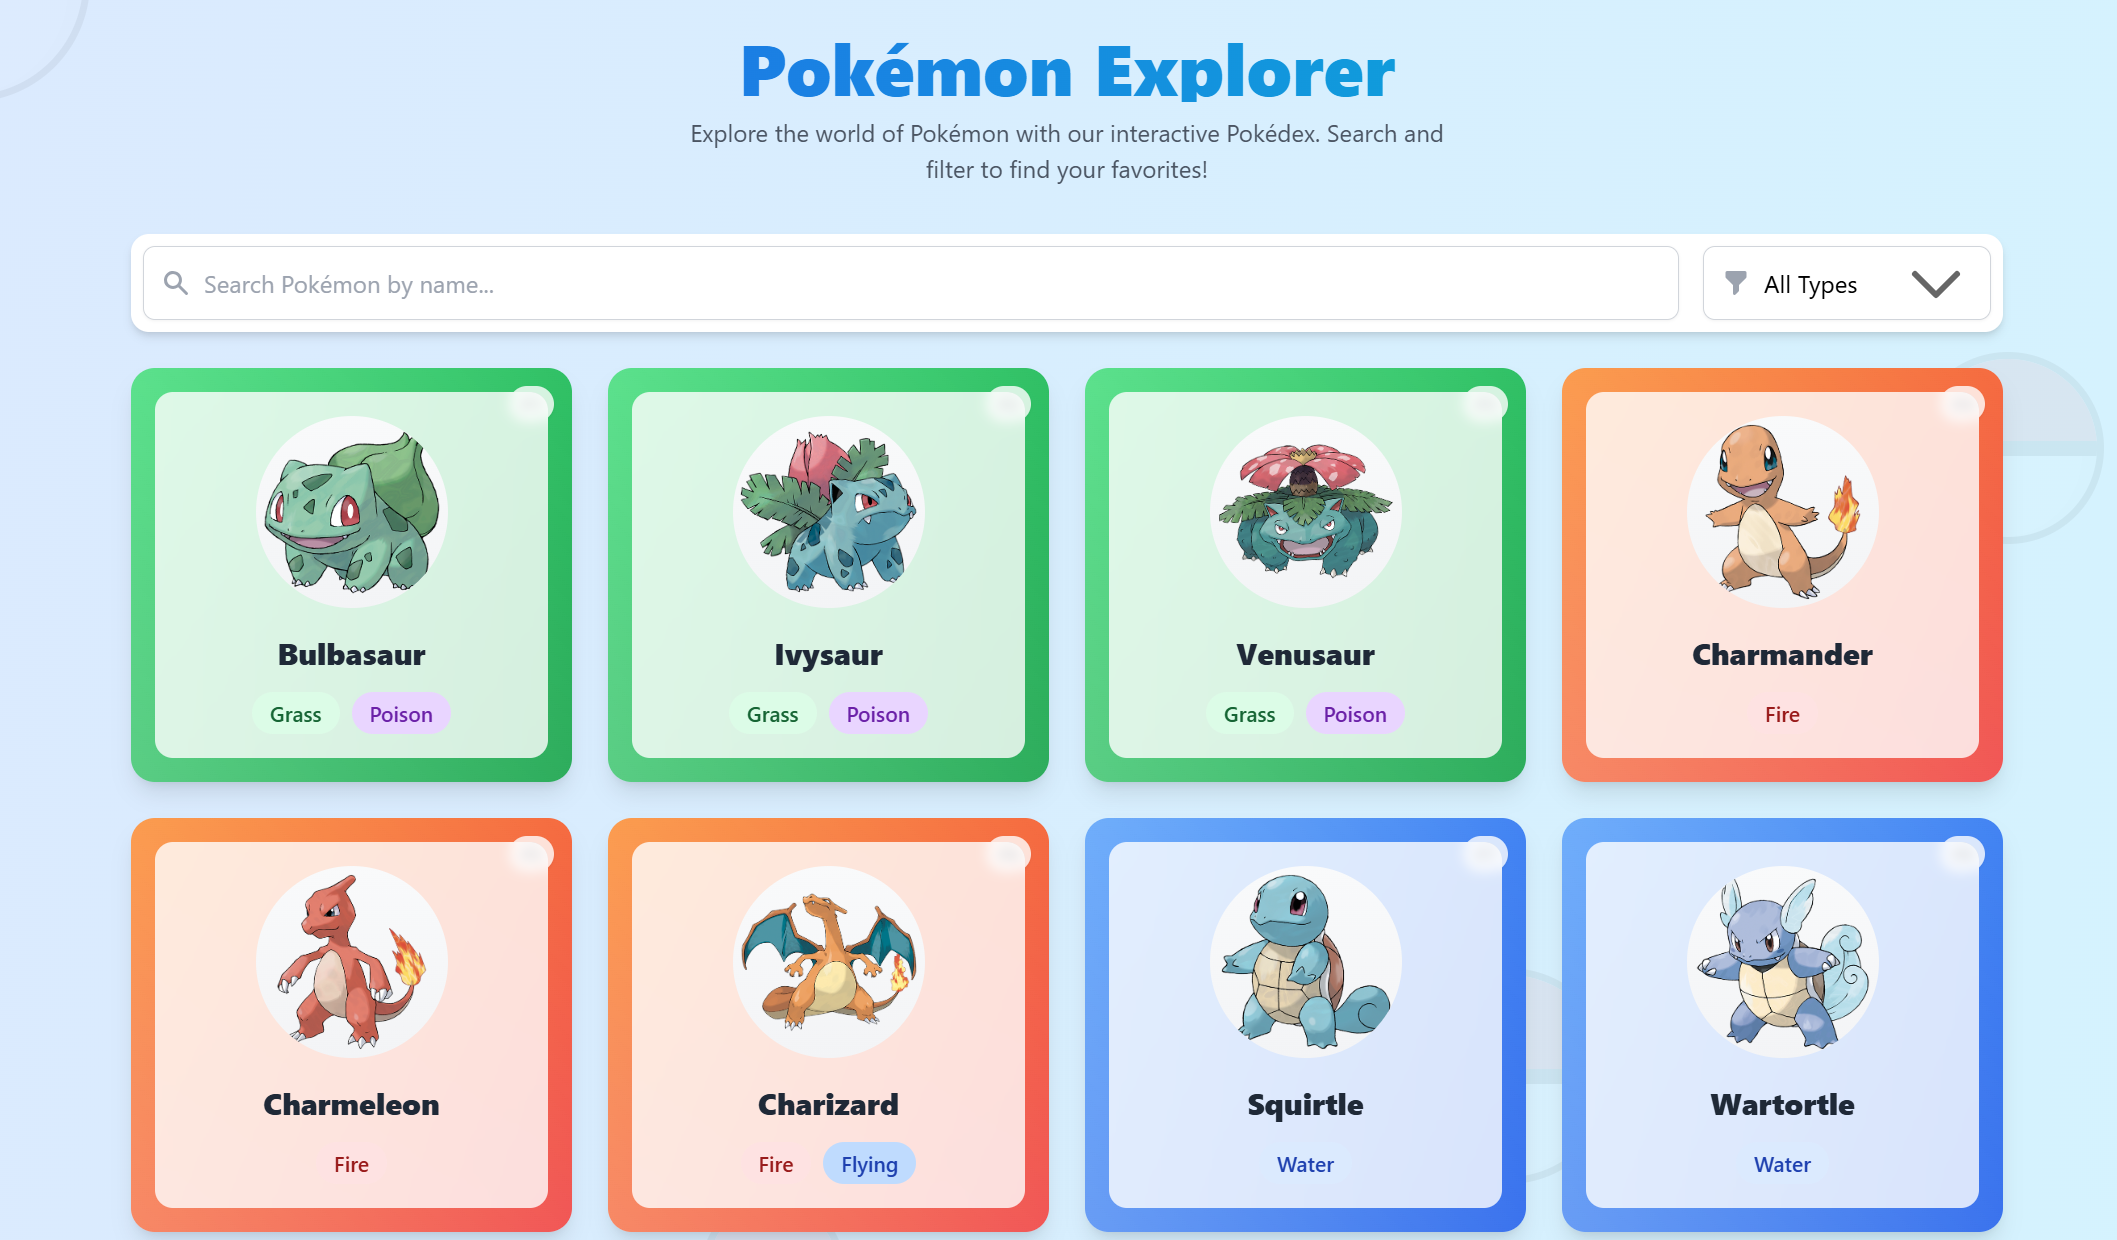 Pokémon Explorer
Explore the world of Pokémon with our interactive Pokédex. Search and
filter to find your favorites!
Search Pokémon by name...
All Types
Bulbasaur
Grass
Poison
Ivysaur
Grass
Poison
Venusaur
Grass
Poison
Charmander
Fire
Charmeleon
Fire
Charizard
Fire
Flying
Squirtle
Water
Wartortle
Water